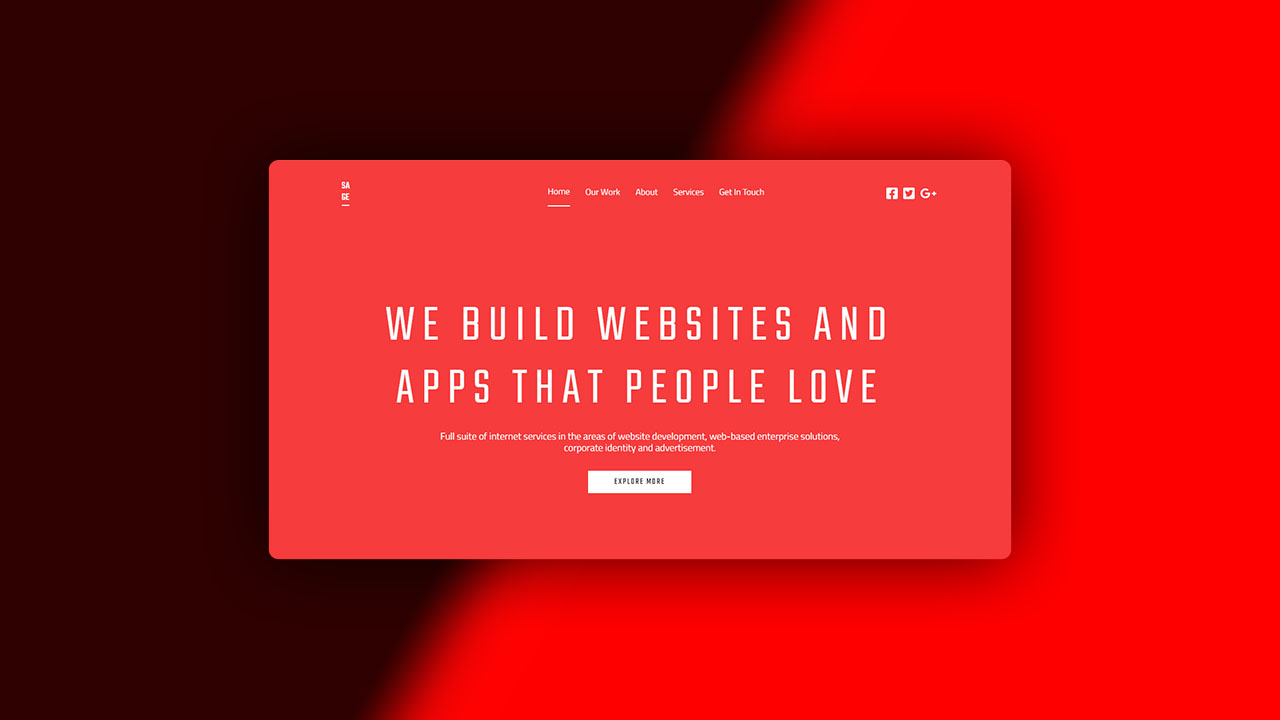 SA
GE
Home Our Work About Services Get In Touch
WE BUILD WEBSITES AND
APPS THAT PEOPLE LOVE
Full suite of internet services in the areas of website development, web-based enterprise solutions,
corporate identity and advertisement.
EXPLORE MORE